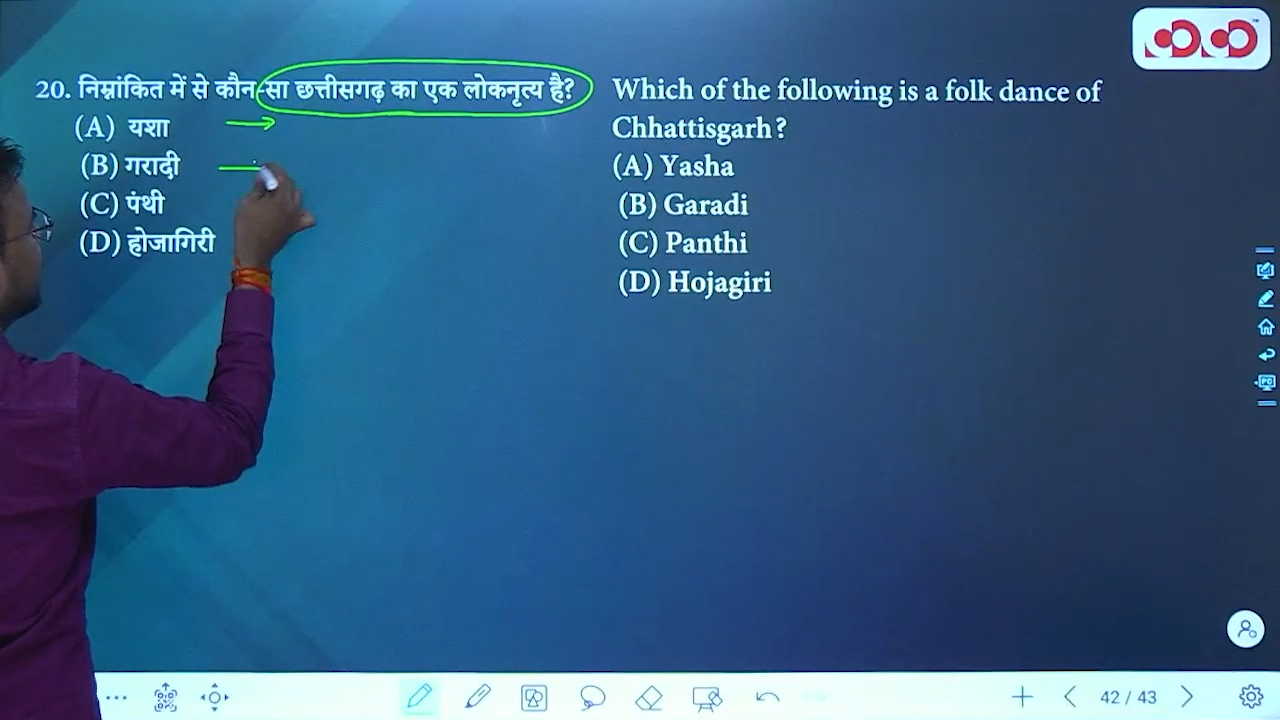 20. निम्नांकित में से कौन-सा छत्तीसगढ़ का एक लोकनृत्य है?
(A) यशा
(B) गरादी
(C) पंथी
(D) होजागिरी
Which of the following is a folk dance of
Chhattisgarh?
(A) Yasha
(B) Garadi
(C) Panthi
(D) Hojagiri
PC
42 / 43